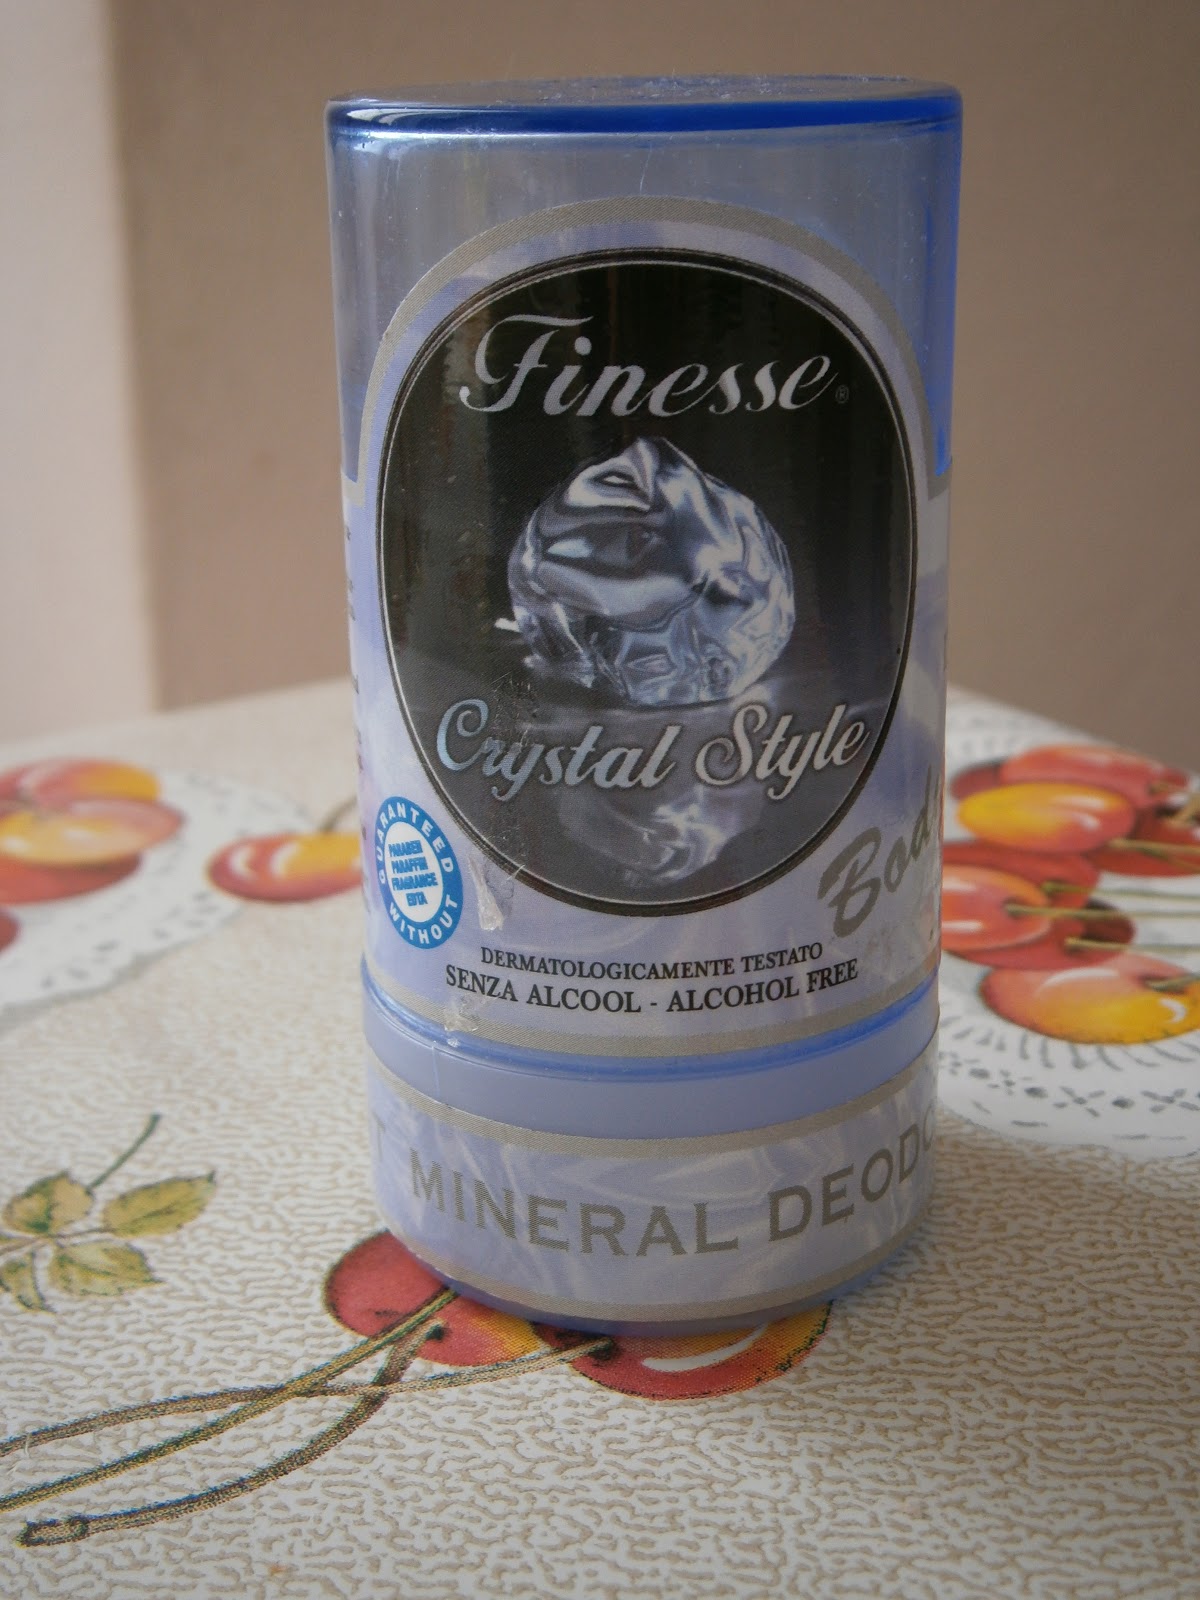 Finesse®
Crystal Style
GUARANTEED
PARABEN
PARAFFIN
FRAGRANCE
EDTA
WITHOUT
Body
DERMATOLOGICAMENTE TESTATO
SENZA ALCOOL - ALCOHOL FREE
T MINERAL DEODO